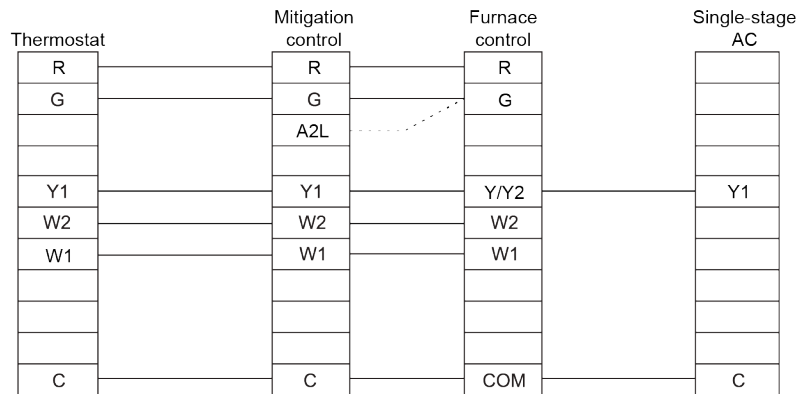 Thermostat
Mitigation control
Furnace control
Single-stage AC
R R R
G G G
A2L
Y1 Y1 Y/Y2 Y1
W2 W2 W2
W1 W1 W1
C C COM C